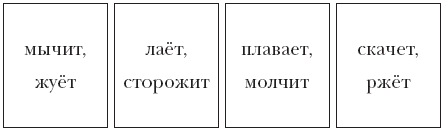 мычит,
жуёт
лаёт,
сторожит
плавает,
молчит
скачет,
ржёт